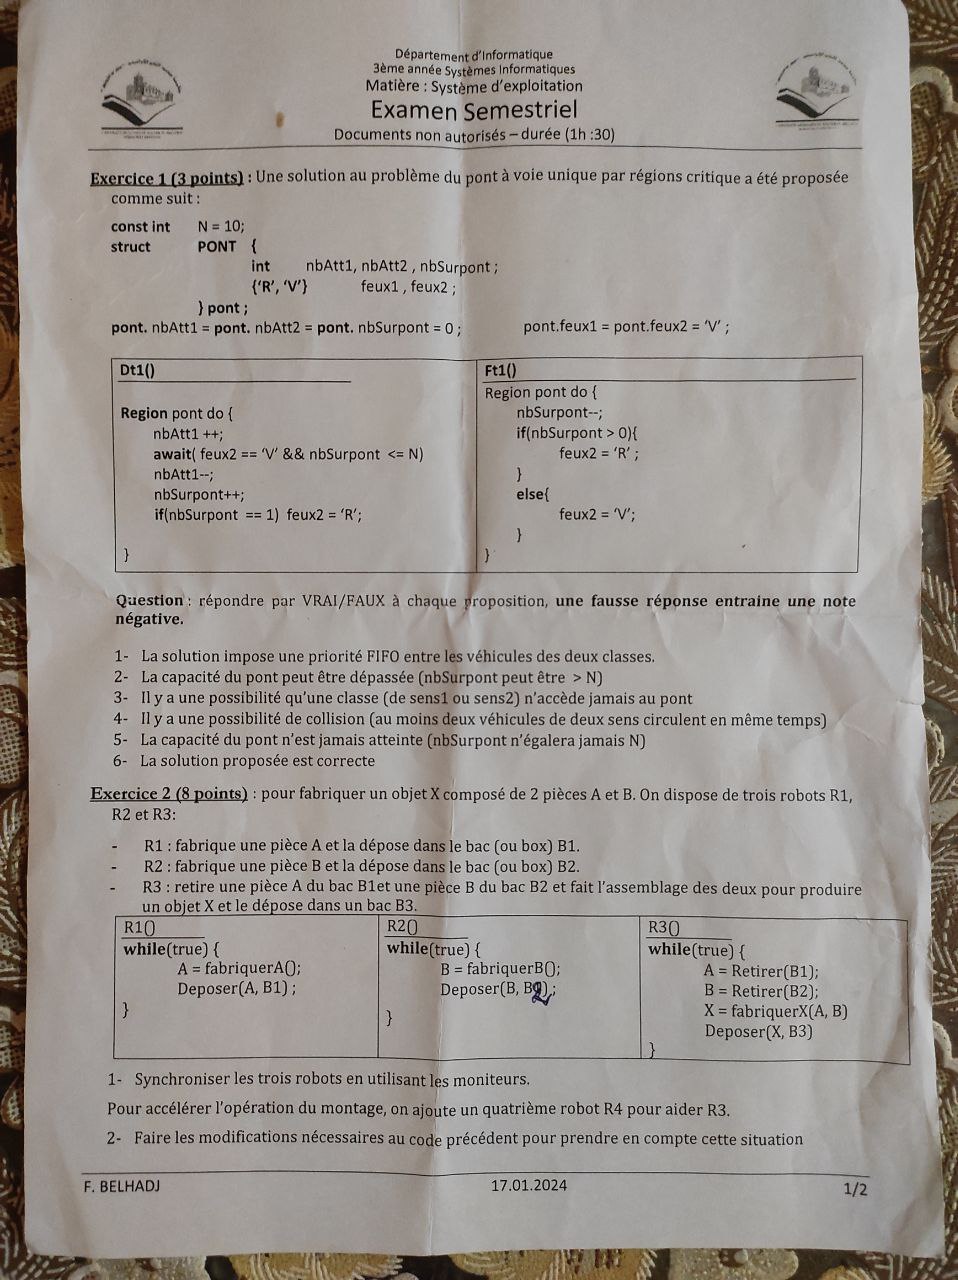 Département d'Informatique
3ème année Systèmes Informatiques
Matière : Système d'exploitation
Examen Semestriel
Documents non autorisés – durée (1h :30)
Exercice 1 (3 points) : Une solution au problème du pont à voie unique par régions critique a été proposée
comme suit :
const int N = 10;
struct PONT {
int nbAtt1, nbAtt2 , nbSurpont ;
{'R', 'V'} feux1 , feux2 ;
} pont ;
pont. nbAtt1 = pont. nbAtt2 = pont. nbSurpont = 0 ; pont.feux1 = pont.feux2 = 'V' ;
Dt1()
Region pont do {
nbAtt1 ++;
await( feux2 == 'V' && nbSurpont <= N)
nbAtt1--;
nbSurpont++;
if(nbSurpont == 1) feux2 = 'R';
}
Ft1()
Region pont do {
nbSurpont--;
if(nbSurpont > 0){
feux2 = 'R' ;
}
else{
feux2 = 'V';
}
}
Question : répondre par VRAI/FAUX à chaque proposition, une fausse réponse entraine une note
négative.
1- La solution impose une priorité FIFO entre les véhicules des deux classes.
2- La capacité du pont peut être dépassée (nbSurpont peut être > N)
3- Il y a une possibilité qu'une classe (de sens1 ou sens2) n'accède jamais au pont
4- Il y a une possibilité de collision (au moins deux véhicules de deux sens circulent en même temps)
5- La capacité du pont n'est jamais atteinte (nbSurpont n'égalera jamais N)
6- La solution proposée est correcte
Exercice 2 (8 points) : pour fabriquer un objet X composé de 2 pièces A et B. On dispose de trois robots R1,
R2 et R3:
- R1 : fabrique une pièce A et la dépose dans le bac (ou box) B1.
- R2 : fabrique une pièce B et la dépose dans le bac (ou box) B2.
- R3 : retire une pièce A du bac B1et une pièce B du bac B2 et fait l'assemblage des deux pour produire
un objet X et le dépose dans un bac B3.
R1()
while(true) {
A = fabriquerA();
Deposer(A, B1) ;
}
R2()
while(true) {
B = fabriquerB();
Deposer(B, B2) ;
}
R3()
while(true) {
A = Retirer(B1);
B = Retirer(B2);
X = fabriquerX(A, B)
Deposer(X, B3)
}
1- Synchroniser les trois robots en utilisant les moniteurs.
Pour accélérer l'opération du montage, on ajoute un quatrième robot R4 pour aider R3.
2- Faire les modifications nécessaires au code précédent pour prendre en compte cette situation
F. BELHADJ 17.01.2024 1/2